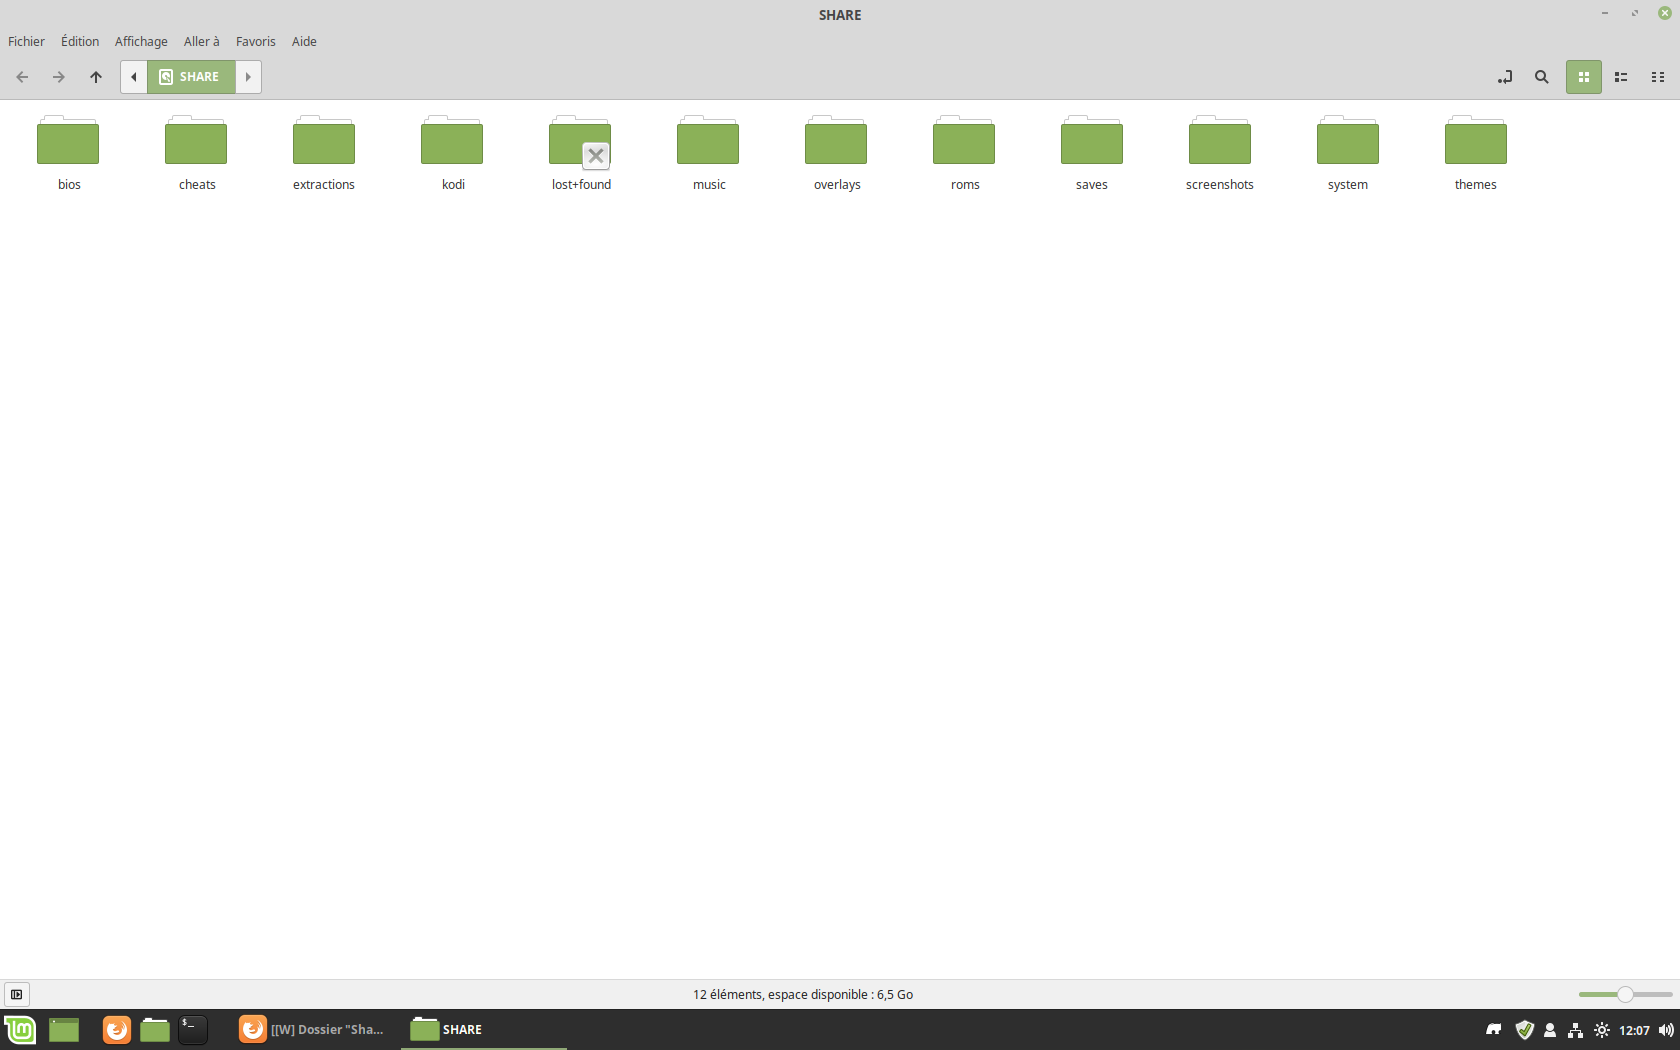 SHARE
Fichier Édition Affichage Aller à Favoris Aide
SHARE
bios cheats extractions kodi lost+found music overlays roms saves screenshots system themes
12 éléments, espace disponible : 6,5 Go
$_ [[W] Dossier "Sha... SHARE 12:07